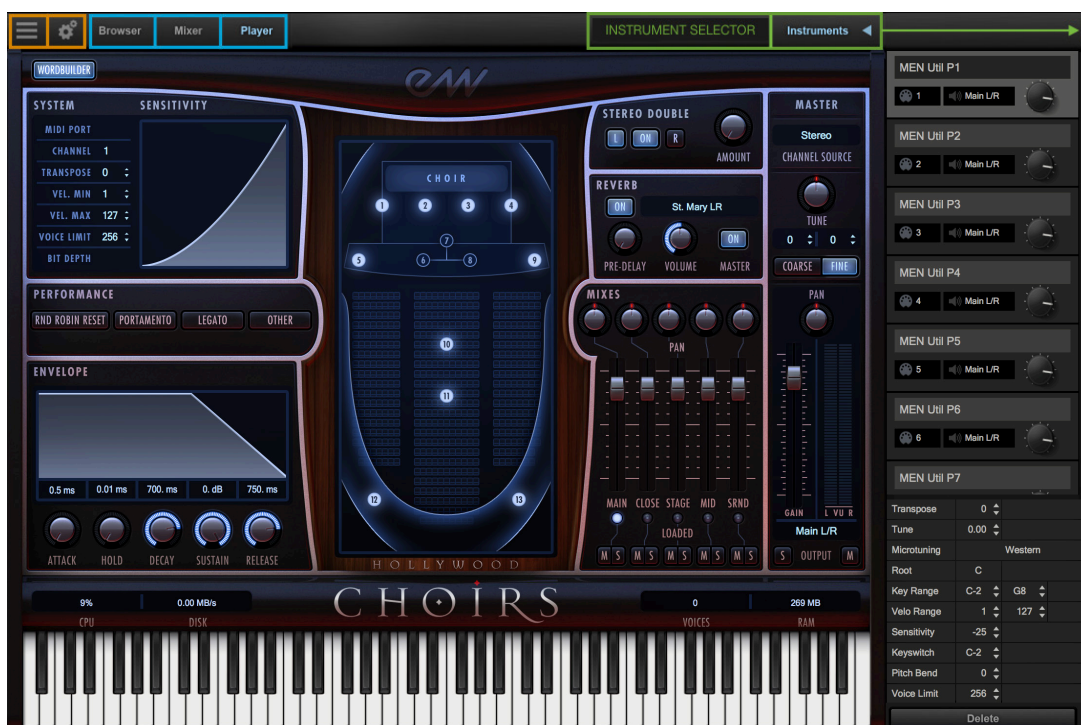 Browser Mixer Player INSTRUMENT SELECTOR Instruments
WORDBUILDER
ew
SYSTEM SENSITIVITY
MIDI PORT
CHANNEL 1
TRANSPOSE 0
VEL. MIN 1
VEL. MAX 127
VOICE LIMIT 256
BIT DEPTH
PERFORMANCE
RND ROBIN RESET PORTAMENTO LEGATO OTHER
ENVELOPE
0.5 ms 0.01 ms 700. ms 0. dB 750. ms
ATTACK HOLD DECAY SUSTAIN RELEASE
CHOIR
1 2 3 4
7
5 6 8 9
10
11
12 13
HOLLYWOOD
CHOIRS
STEREO DOUBLE
L ON R
AMOUNT
REVERB
ON St. Mary LR
ON
PRE-DELAY VOLUME MASTER
MIXES
PAN
MAIN CLOSE STAGE MID SRND
LOADED
M S M S M S M S M S
MASTER
Stereo
CHANNEL SOURCE
TUNE
0 0
COARSE FINE
PAN
GAIN L VU R
Main L/R
S OUTPUT M
9% 0.00 MB/s
CPU DISK
0 269 MB
VOICES RAM
MEN Util P1
1 Main L/R
MEN Util P2
2 Main L/R
MEN Util P3
3 Main L/R
MEN Util P4
4 Main L/R
MEN Util P5
5 Main L/R
MEN Util P6
6 Main L/R
MEN Util P7
Transpose 0
Tune 0.00
Microtuning Western
Root C
Key Range C-2 G8
Velo Range 1 127
Sensitivity -25
Keyswitch C-2
Pitch Bend 0
Voice Limit 256
Delete